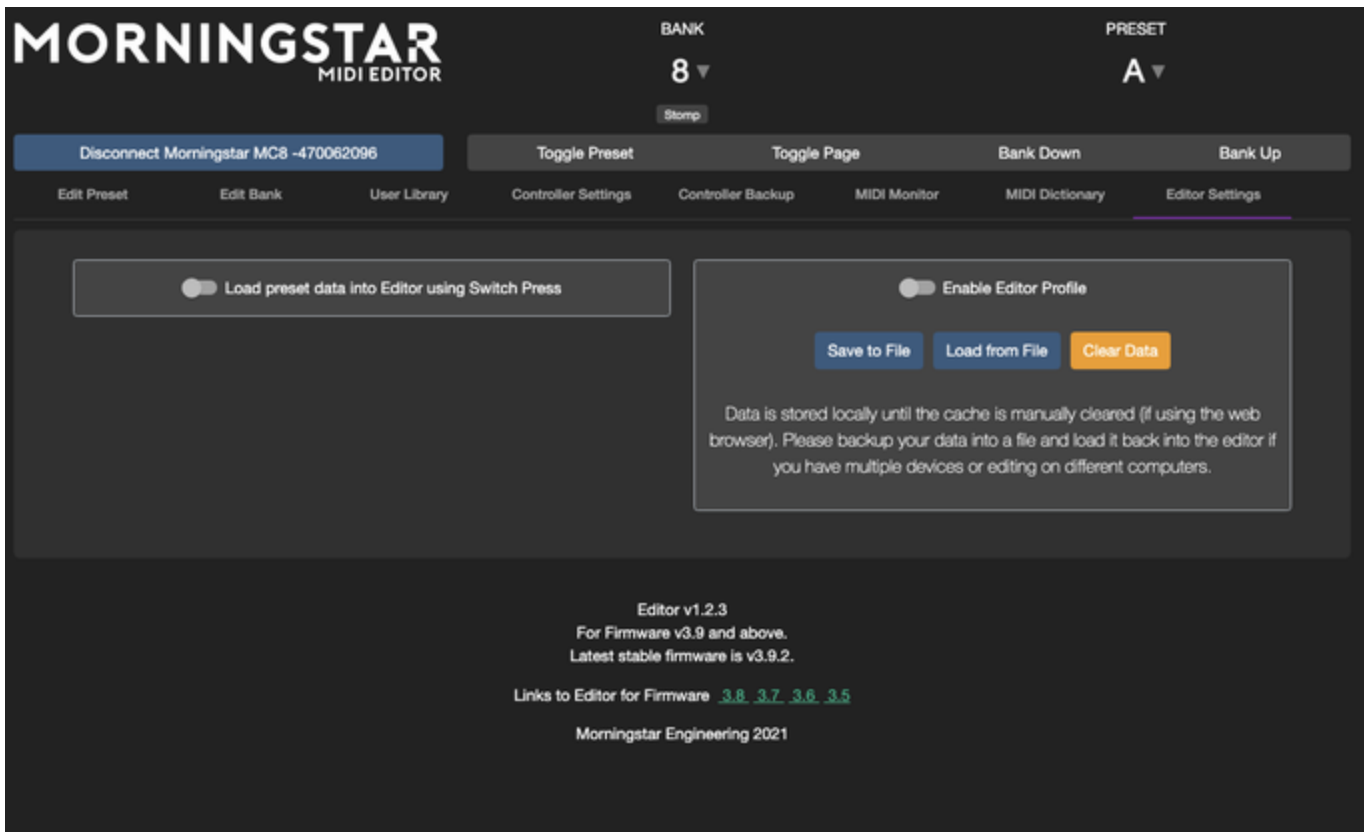 MORNINGSTAR
MIDI EDITOR
BANK
8
Stomp
PRESET
A
Disconnect Morningstar MC8 -470062096
Toggle Preset
Toggle Page
Bank Down
Bank Up
Edit Preset
Edit Bank
User Library
Controller Settings
Controller Backup
MIDI Monitor
MIDI Dictionary
Editor Settings
Load preset data into Editor using Switch Press
Enable Editor Profile
Save to File
Load from File
Clear Data
Data is stored locally until the cache is manually cleared (if using the web
browser). Please backup your data into a file and load it back into the editor if
you have multiple devices or editing on different computers.
Editor v1.2.3
For Firmware v3.9 and above.
Latest stable firmware is v3.9.2.
Links to Editor for Firmware 3.8 3.7 3.6 3.5
Morningstar Engineering 2021